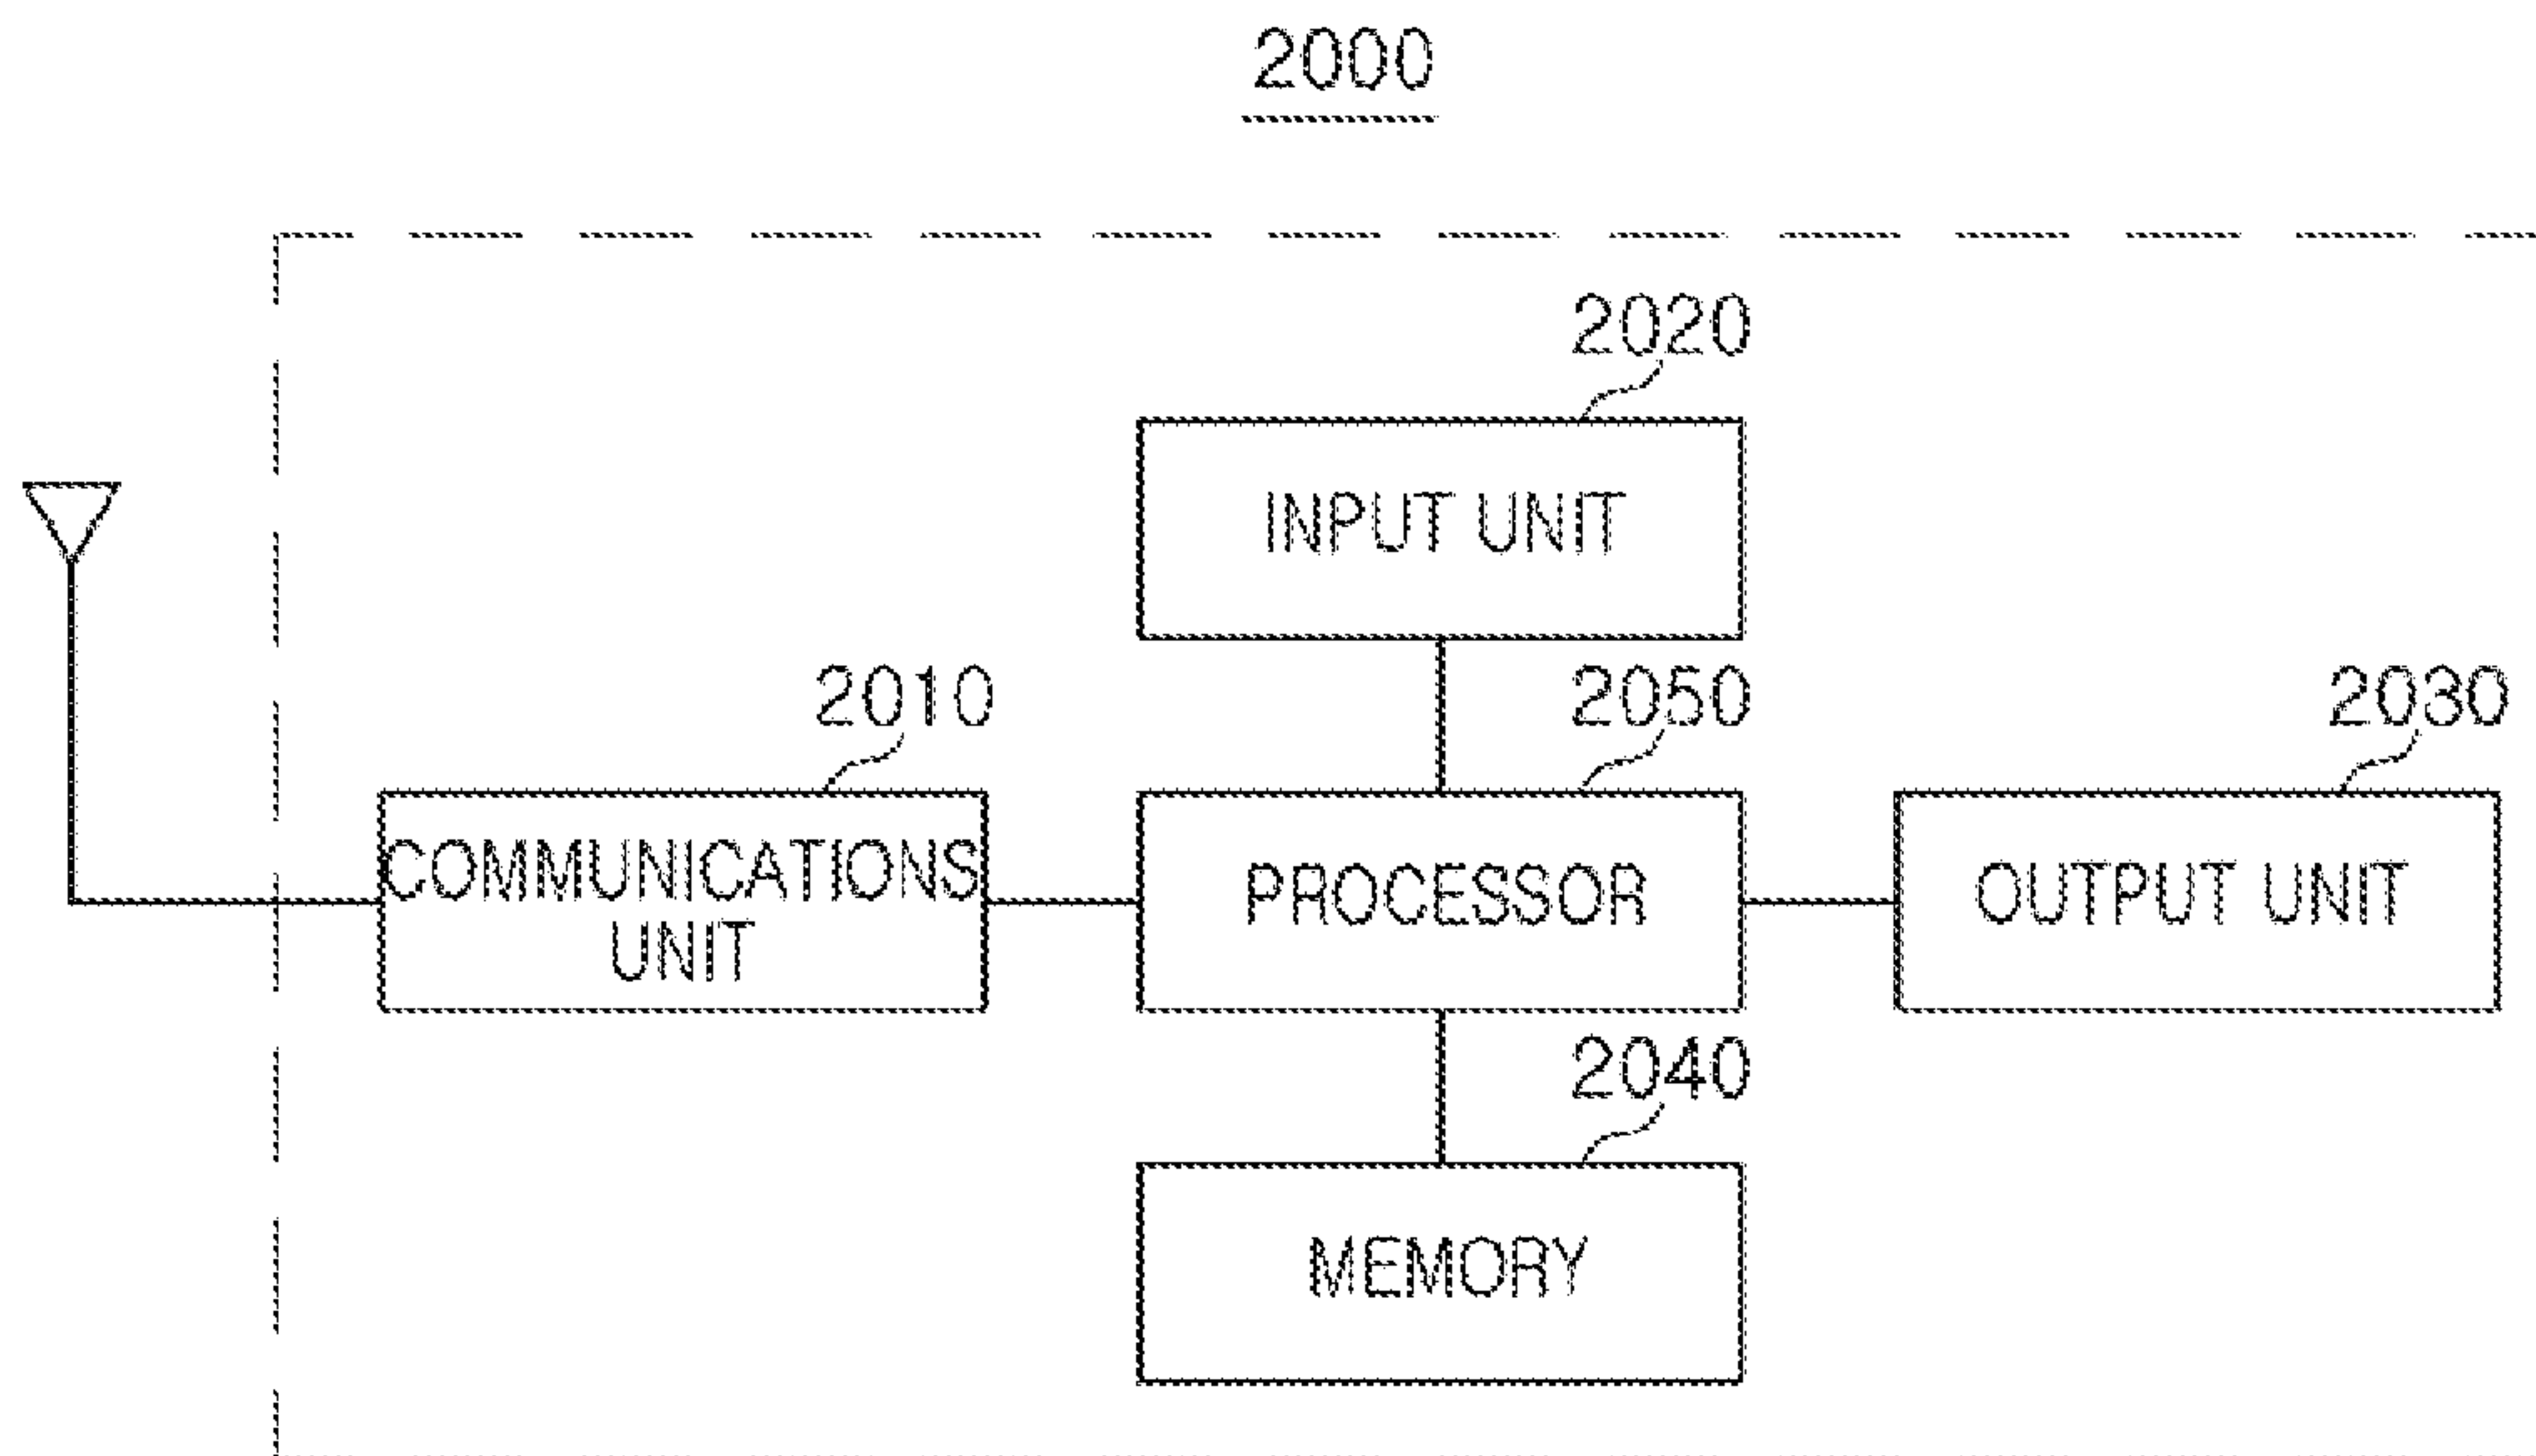 2000
2020
INPUT UNIT
2010
2050
2030
COMMUNICATIONS
UNIT
PROCESSOR
OUTPUT UNIT
2040
MEMORY